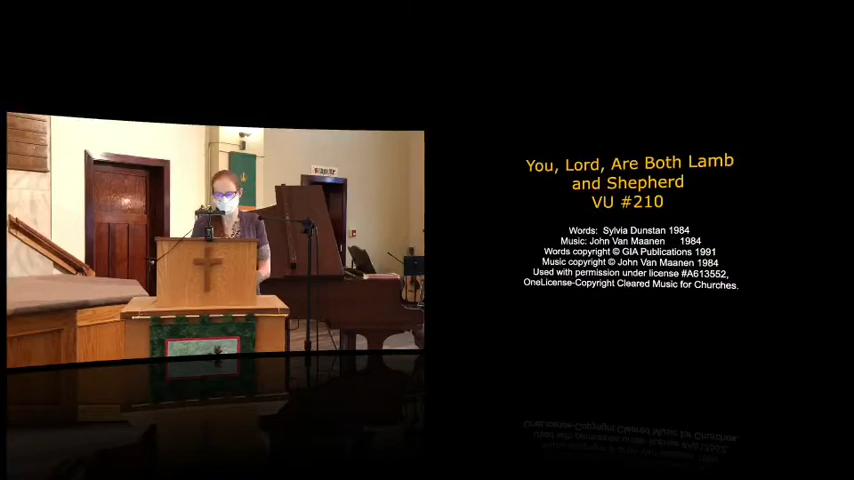 You, Lord, Are Both Lamb
and Shepherd
VU #210
Words: Sylvia Dunstan 1984
Music: John Van Maanen 1984
Words copyright © GIA Publications 1991
Music copyright © John Van Maanen 1984
Used with permission under license #A613552,
OneLicense-Copyright Cleared Music for Churches.